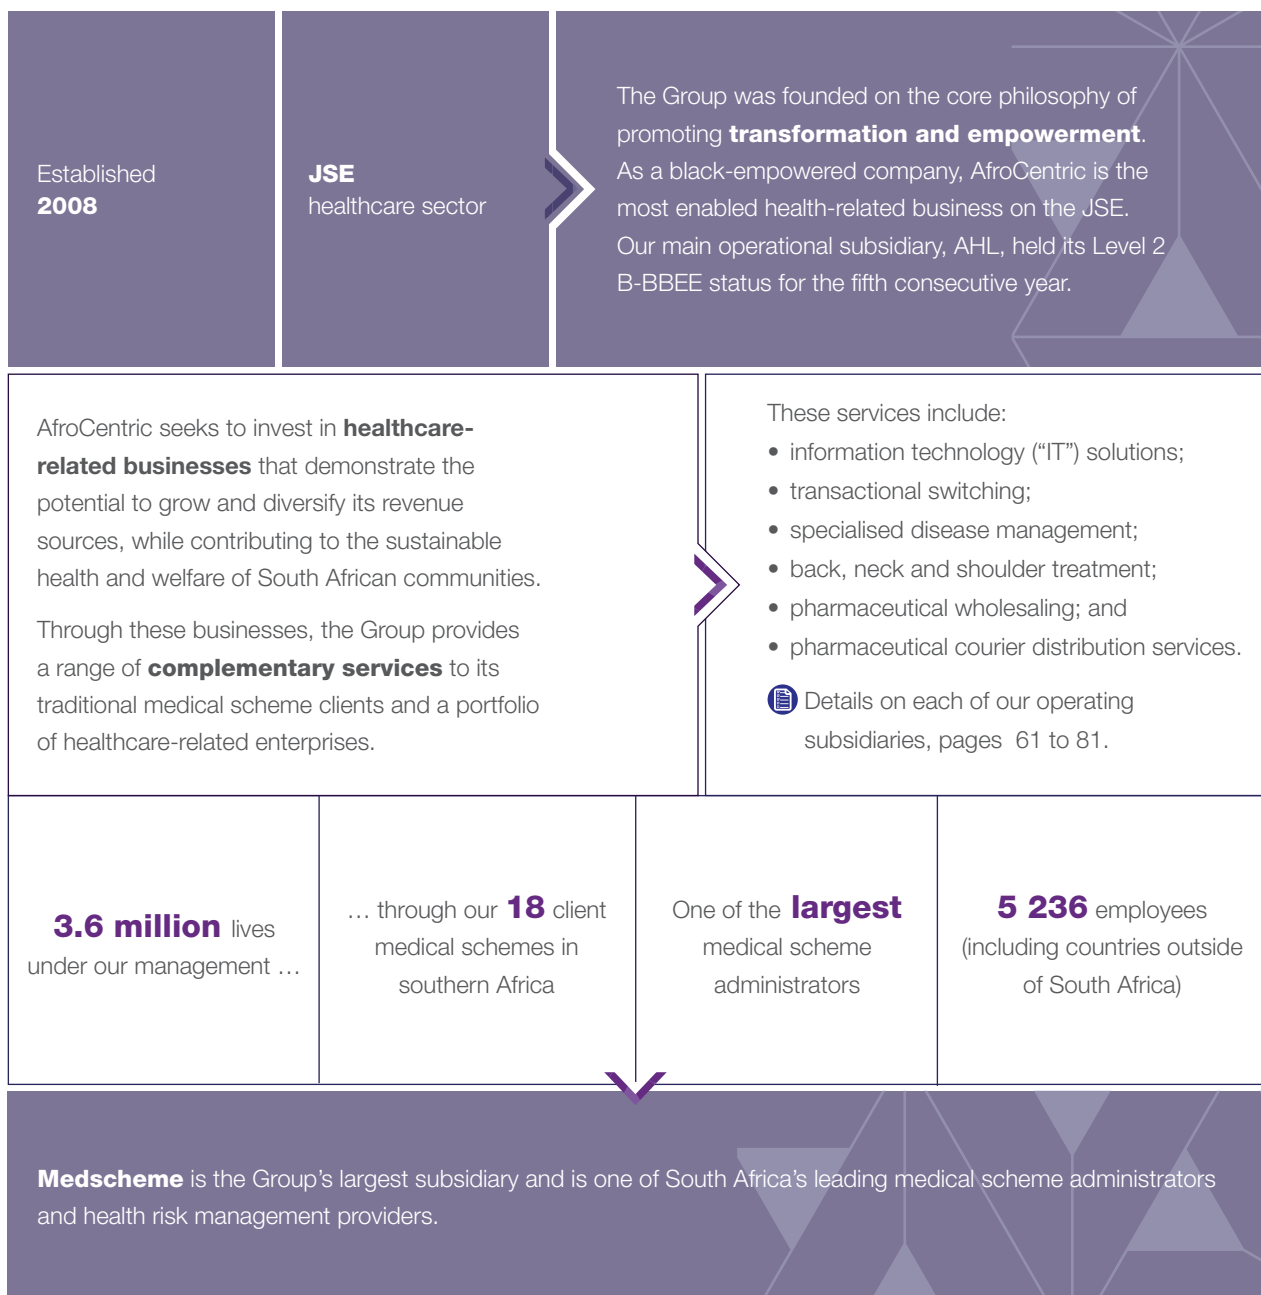 Established
2008
JSE
healthcare sector
The Group was founded on the core philosophy of
promoting transformation and empowerment.
As a black-empowered company, AfroCentric is the
most enabled health-related business on the JSE.
Our main operational subsidiary, AHL, held its Level 2
B-BBEE status for the fifth consecutive year.
AfroCentric seeks to invest in healthcare-
related businesses that demonstrate the
potential to grow and diversify its revenue
sources, while contributing to the sustainable
health and welfare of South African communities.
Through these businesses, the Group provides
a range of complementary services to its
traditional medical scheme clients and a portfolio
of healthcare-related enterprises.
These services include:
• information technology (“IT”) solutions;
• transactional switching;
• specialised disease management;
• back, neck and shoulder treatment;
• pharmaceutical wholesaling; and
• pharmaceutical courier distribution services.
Details on each of our operating
subsidiaries, pages 61 to 81.
3.6 million lives
under our management …
… through our 18 client
medical schemes in
southern Africa
One of the largest
medical scheme
administrators
5 236 employees
(including countries outside
of South Africa)
Medscheme is the Group’s largest subsidiary and is one of South Africa’s leading medical scheme administrators
and health risk management providers.